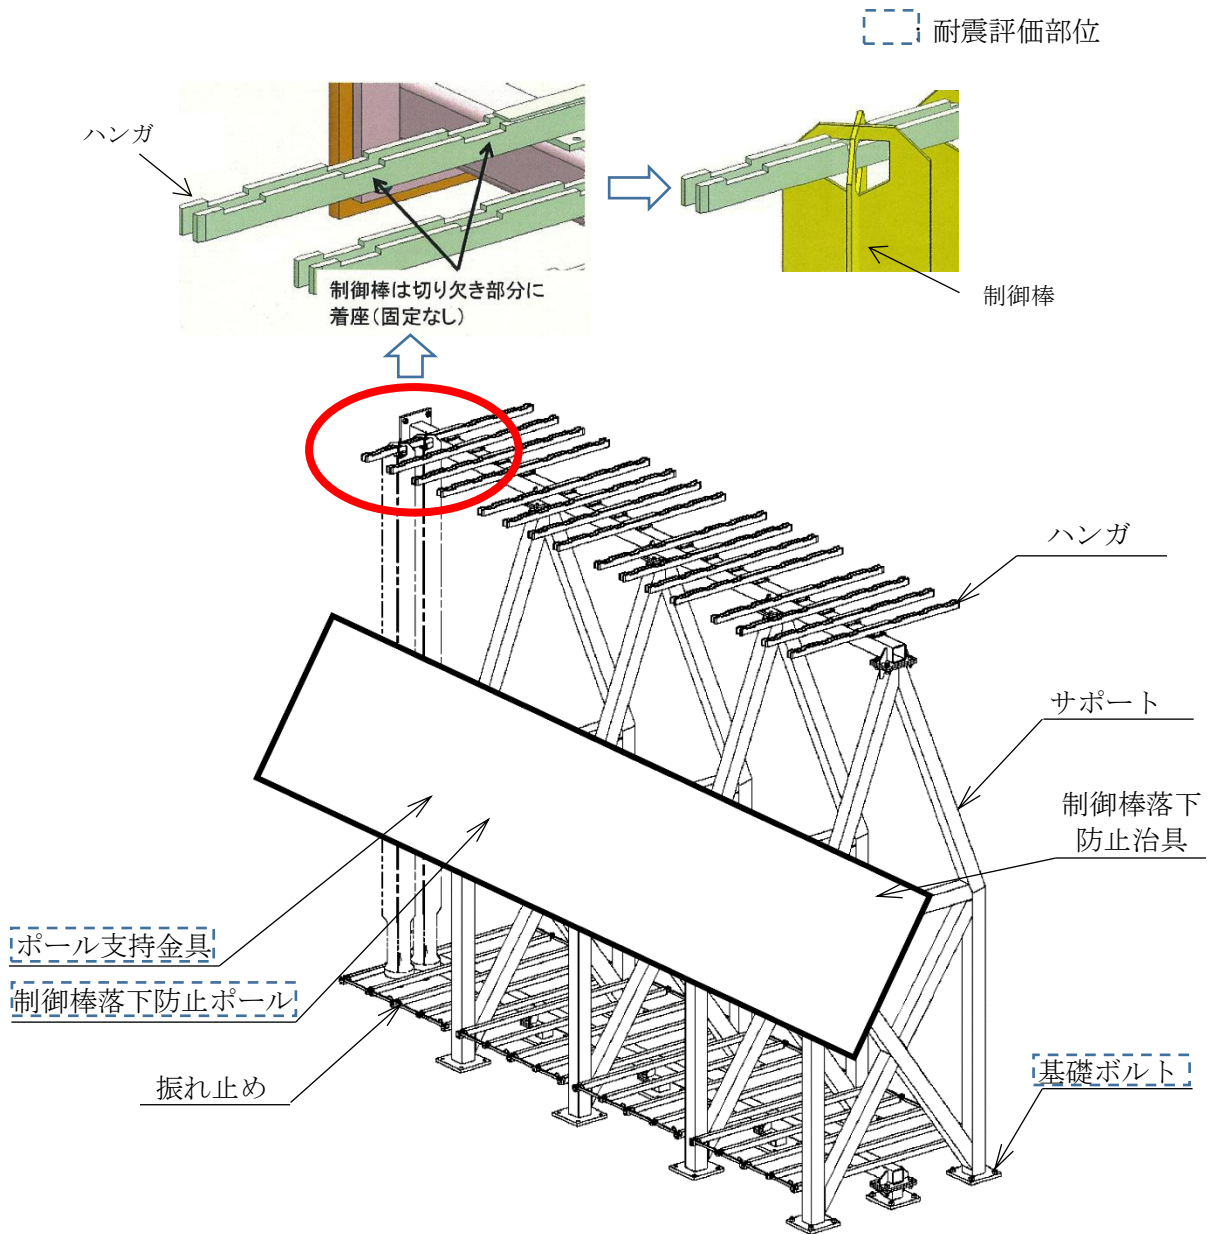 : 耐震評価部位
ハンガ
制御棒は切り欠き部分に
着座(固定なし)
制御棒
ハンガ
サポート
制御棒落下
防止治具
ポール支持金具
制御棒落下防止ポール
振れ止め
基礎ボルト